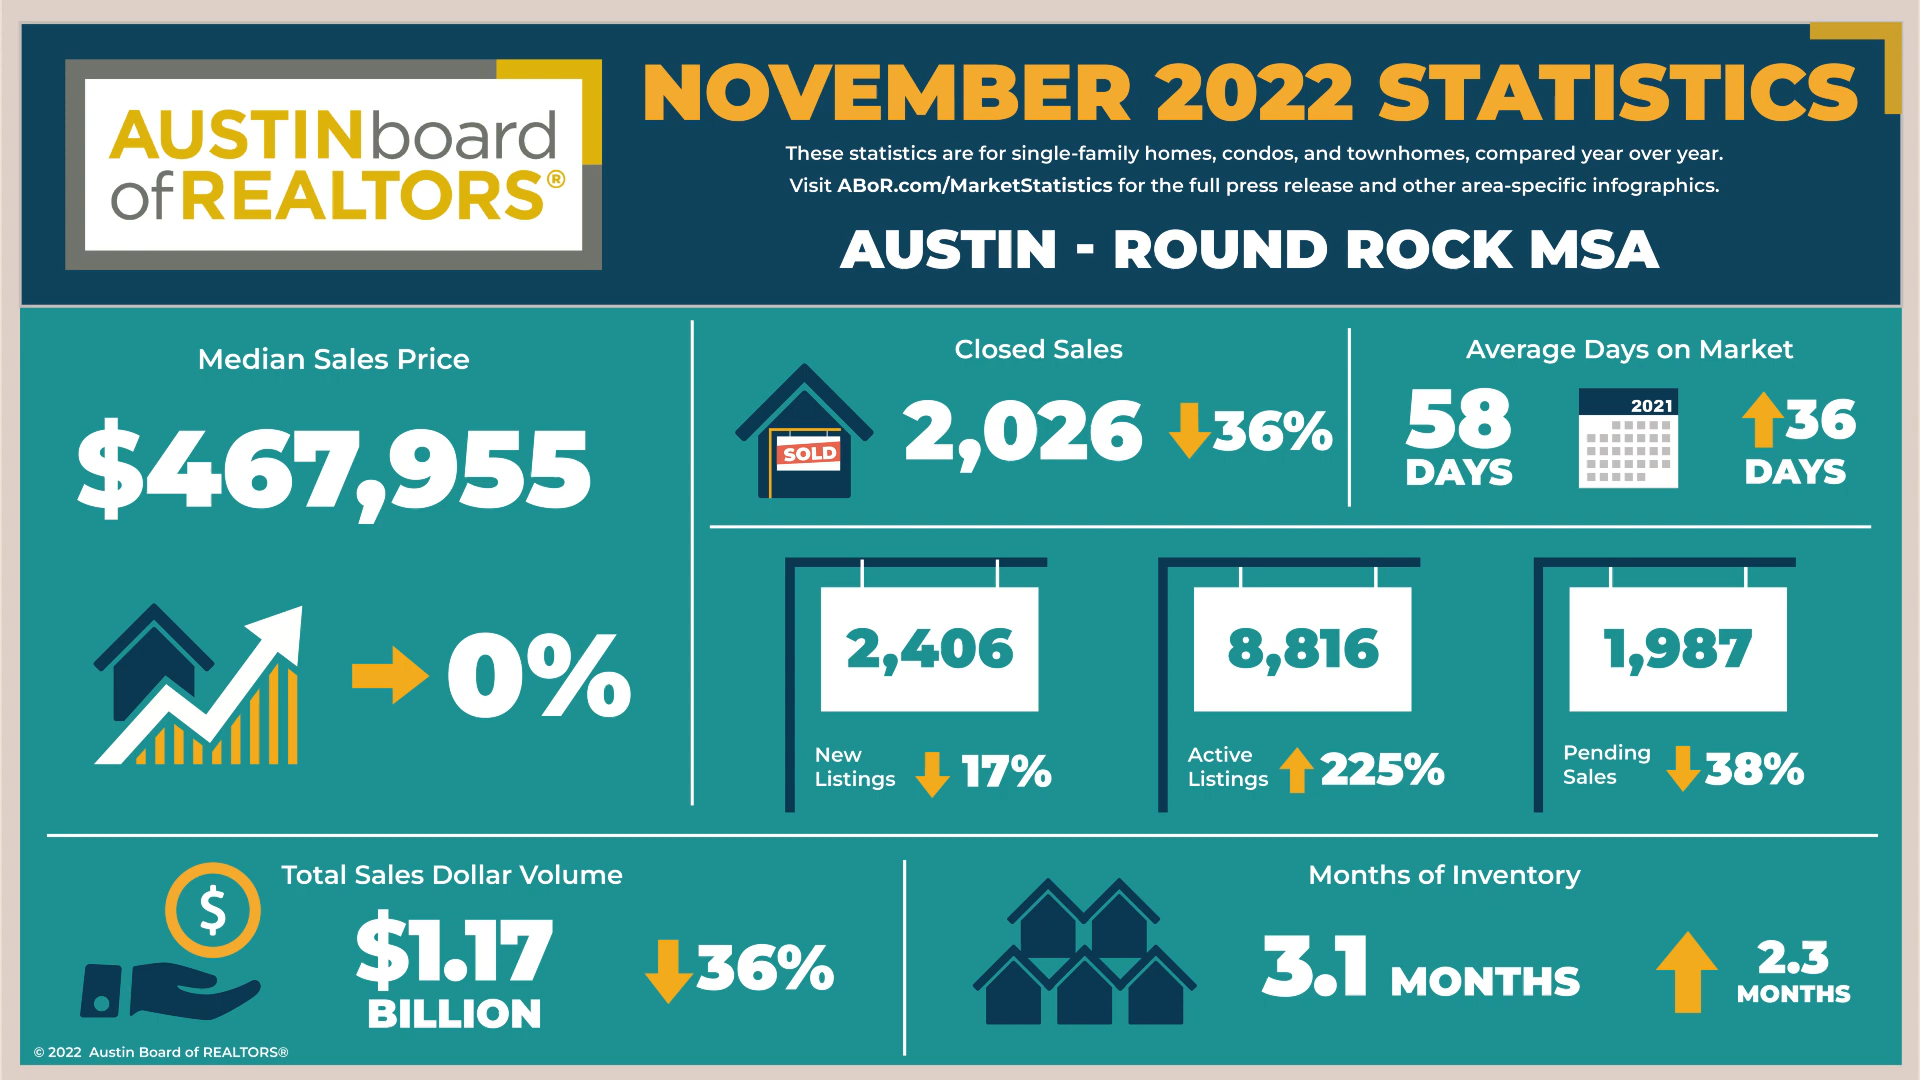 AUSTINboard
ofREALTORS®
NOVEMBER 2022 STATISTICS
These statistics are for single-family homes, condos, and townhomes, compared year over year.
Visit ABoR.com/MarketStatistics for the full press release and other area-specific infographics.
AUSTIN - ROUND ROCK MSA
Median Sales Price
$467,955
0%
Closed Sales
SOLD
2,026
36%
Average Days on Market
58
DAYS
2021
36
DAYS
2,406
New
Listings
17%
8,816
Active
Listings
225%
1,987
Pending
Sales
38%
Total Sales Dollar Volume
$
$1.17
BILLION
36%
Months of Inventory
3.1 MONTHS
2.3
MONTHS
© 2022 Austin Board of REALTORS®